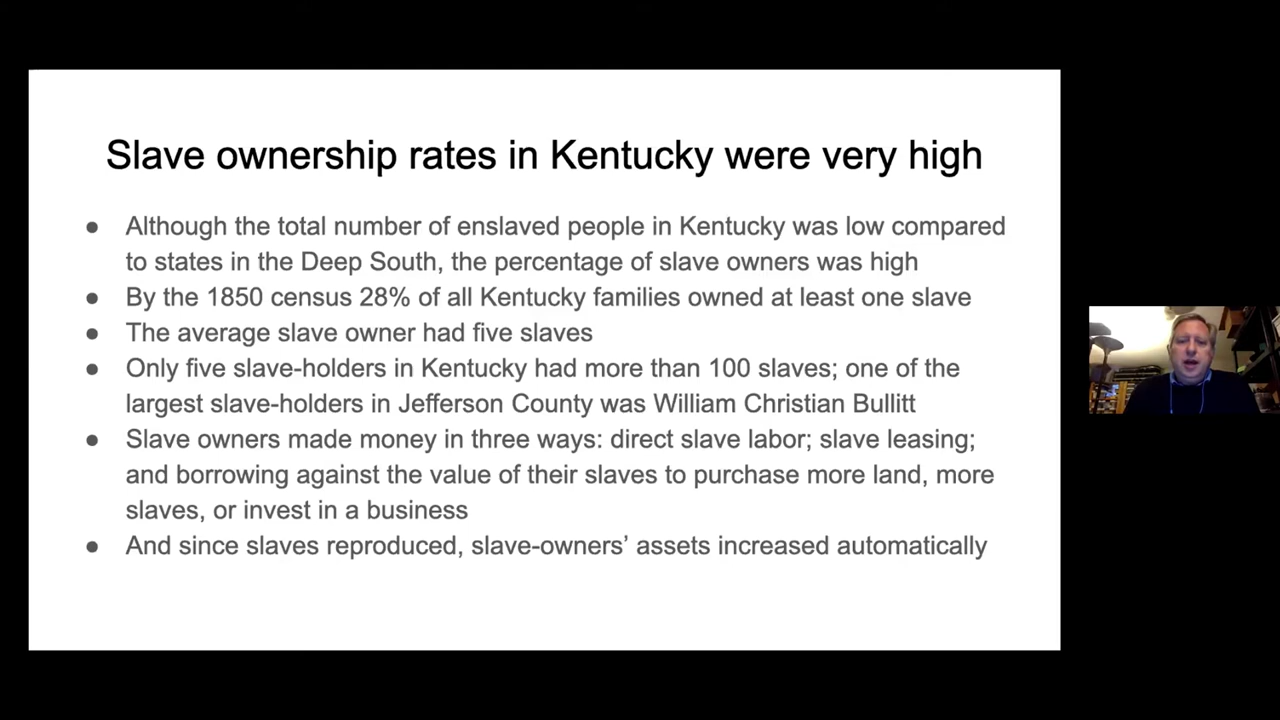 Slave ownership rates in Kentucky were very high
● Although the total number of enslaved people in Kentucky was low compared
to states in the Deep South, the percentage of slave owners was high
● By the 1850 census 28% of all Kentucky families owned at least one slave
● The average slave owner had five slaves
● Only five slave-holders in Kentucky had more than 100 slaves; one of the
largest slave-holders in Jefferson County was William Christian Bullitt
● Slave owners made money in three ways: direct slave labor; slave leasing;
and borrowing against the value of their slaves to purchase more land, more
slaves, or invest in a business
● And since slaves reproduced, slave-owners’ assets increased automatically